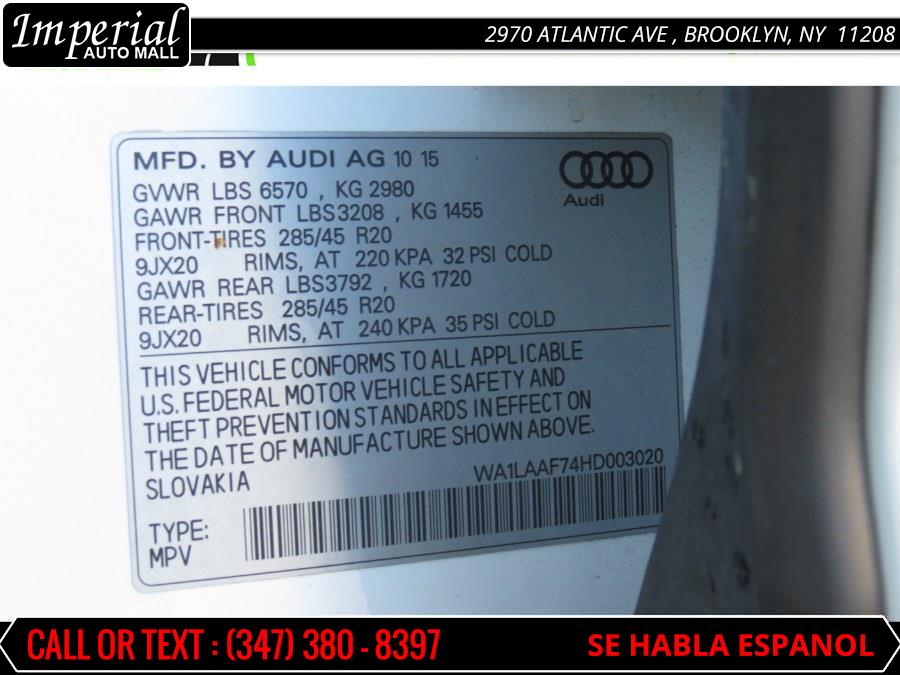 Imperial
AUTO MALL
2970 ATLANTIC AVE , BROOKLYN, NY 11208
MFD. BY AUDI AG 10 15
GVWR LBS 6570 , KG 2980
GAWR FRONT LBS3208 , KG 1455
FRONT-TIRES 285/45 R20
9JX20 RIMS, AT 220 KPA 32 PSI COLD
GAWR REAR LBS3792 , KG 1720
REAR-TIRES 285/45 R20
9JX20 RIMS, AT 240 KPA 35 PSI COLD
Audi
THIS VEHICLE CONFORMS TO ALL APPLICABLE
U.S. FEDERAL MOTOR VEHICLE SAFETY AND
THEFT PREVENTION STANDARDS IN EFFECT ON
THE DATE OF MANUFACTURE SHOWN ABOVE.
SLOVAKIA WA1LAAF74HD003020
TYPE:
MPV
CALL OR TEXT : (347) 380 - 8397
SE HABLA ESPANOL